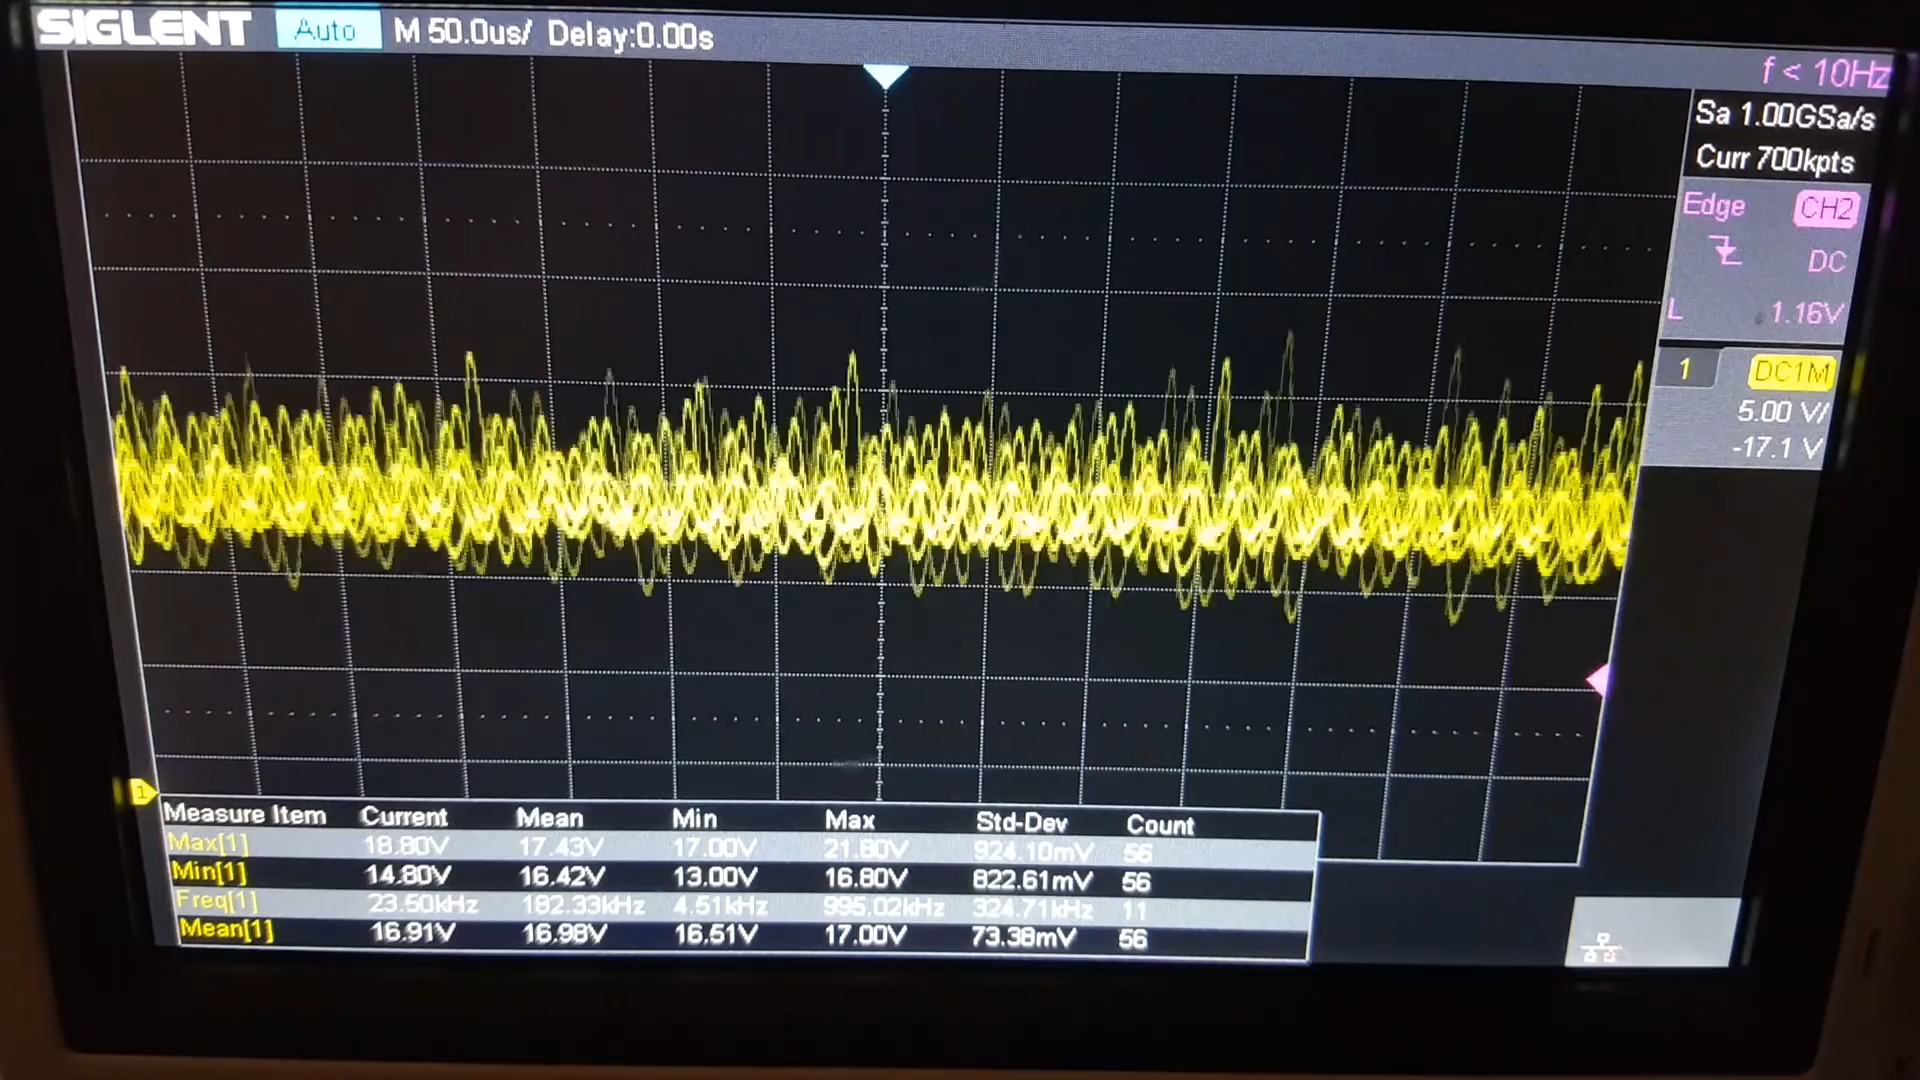 SIGLENT Auto M 50.0us/ Delay:0.00s
f < 10Hz
Sa 1.00GSa/s
Curr 700kpts
Edge CH2
DC
L 1.16V
1 DC1M
5.00 V/
-17.1 V
1
Measure Item Current Mean Min Max Std-Dev Count
Max[1] 18.80V 17.43V 17.00V 21.80V 924.10mV 56
Min[1] 14.80V 16.42V 13.00V 16.80V 822.61mV 56
Freq[1] 23.50kHz 182.33kHz 4.51kHz 995.02kHz 324.71kHz 11
Mean[1] 16.91V 16.98V 16.51V 17.00V 73.38mV 56